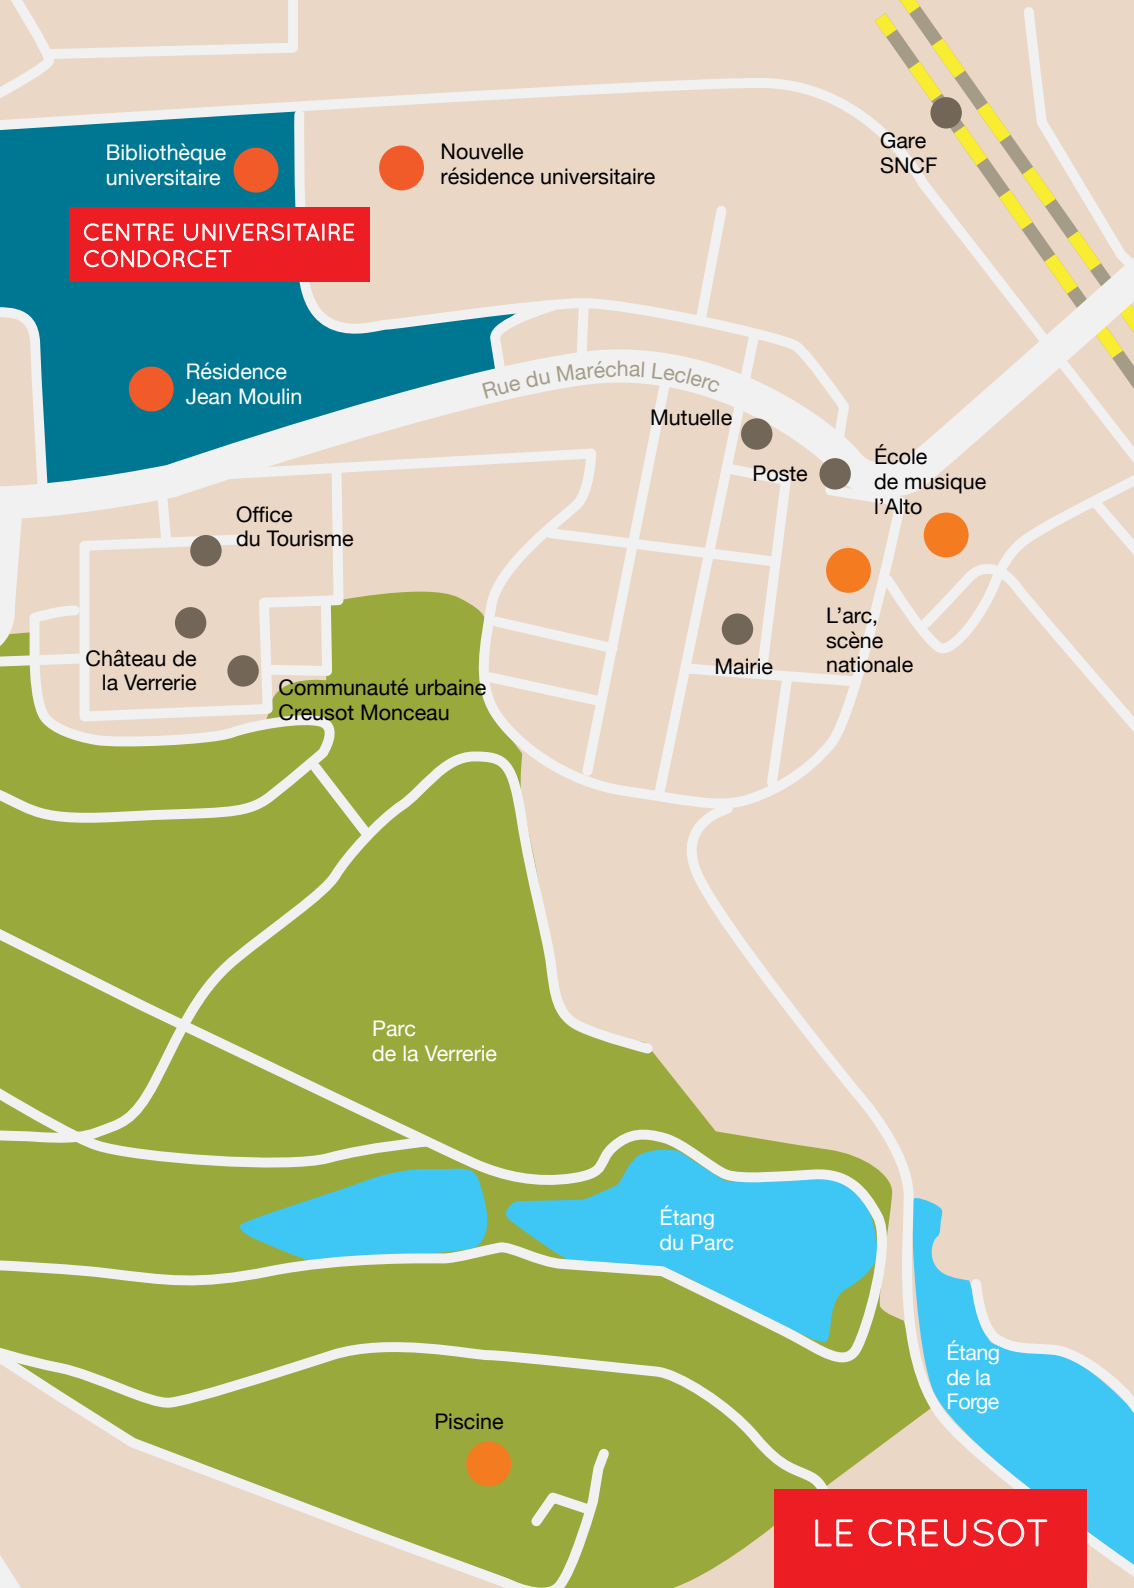 Bibliothèque
universitaire
Nouvelle
résidence universitaire
Gare
SNCF
CENTRE UNIVERSITAIRE
CONDORCET
Résidence
Jean Moulin
Rue du Maréchal Leclerc
Mutuelle
Poste
École
de musique
l’Alto
Office
du Tourisme
L’arc,
scène
nationale
Mairie
Château de
la Verrerie
Communauté urbaine
Creusot Monceau
Parc
de la Verrerie
Étang
du Parc
Étang
de la
Forge
Piscine
LE CREUSOT